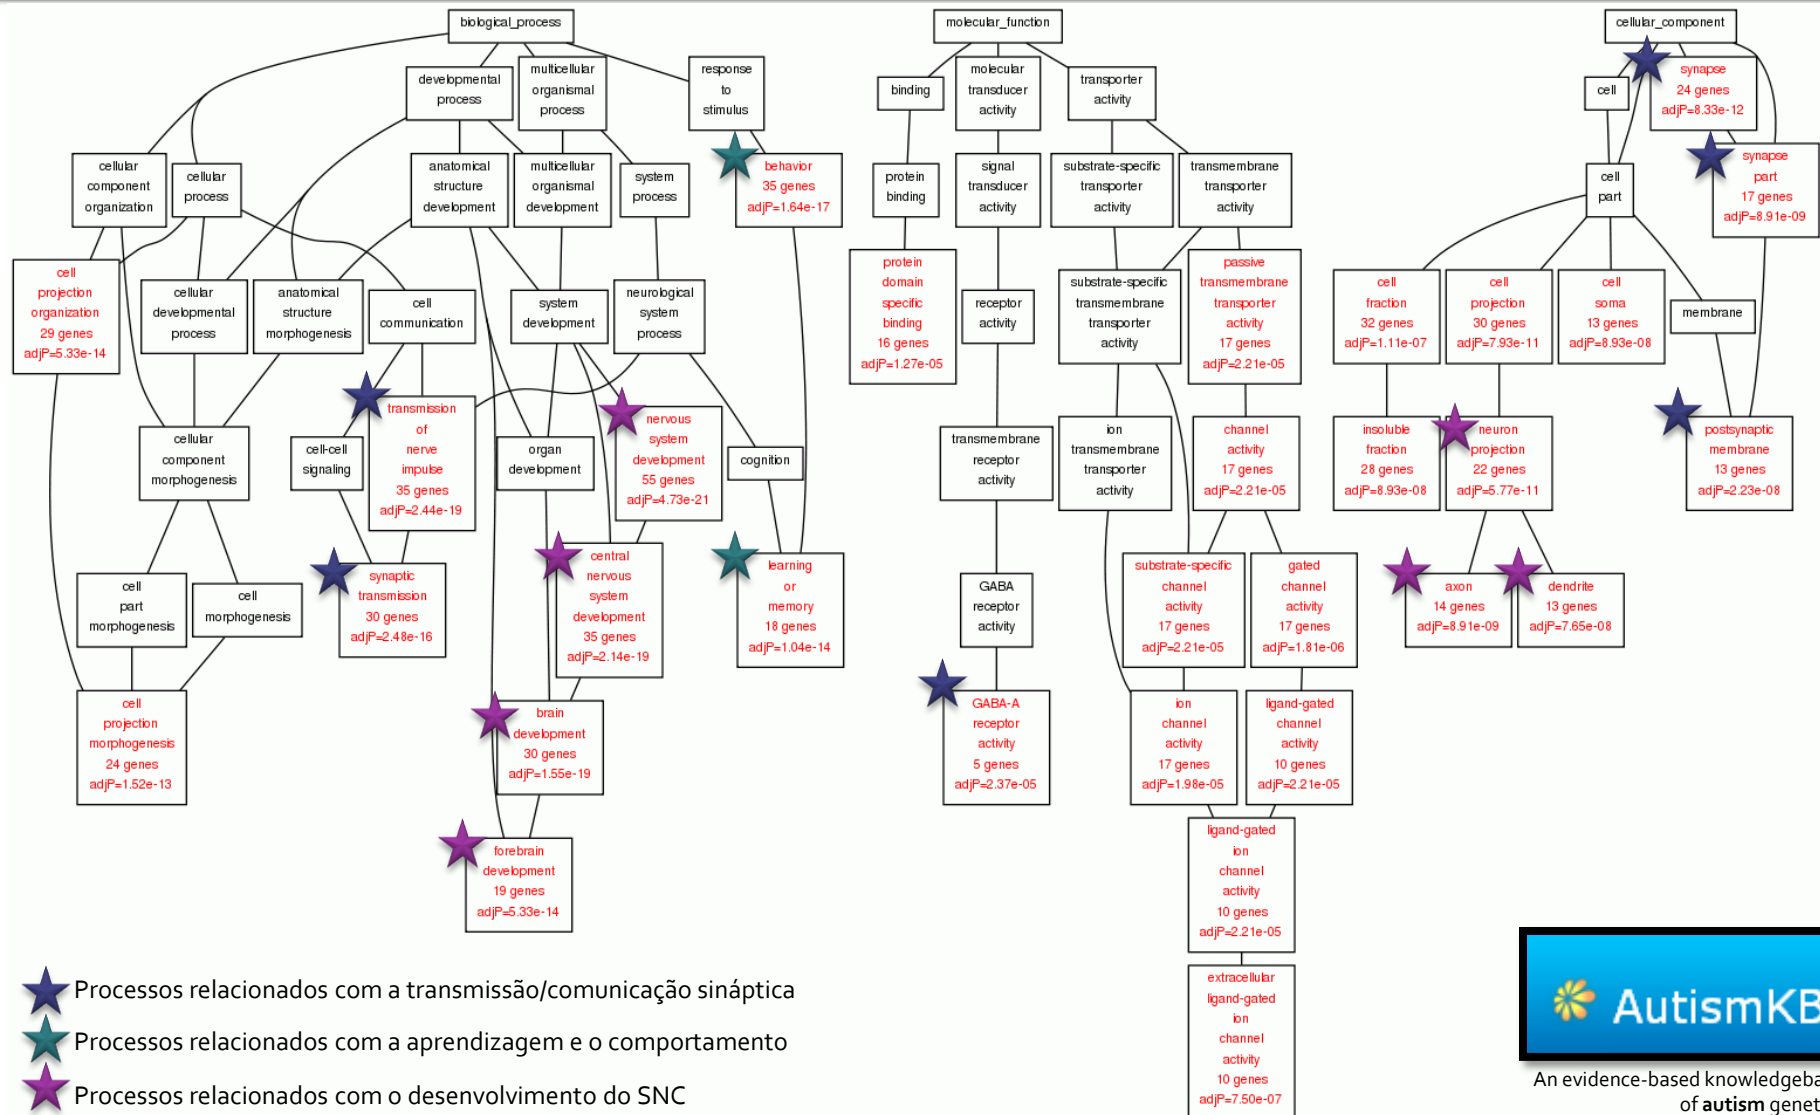 biological_process
developmental
process
multicellular
organismal
process
response
to
stimulus
cellular
component
organization
cellular
process
anatomical
structure
development
multicellular
organismal
development
system
process
behavior
35 genes
adjP=1.64e-17
cell
projection
organization
29 genes
adjP=5.33e-14
cellular
developmental
process
anatomical
structure
morphogenesis
cell
communication
system
development
neurological
system
process
cellular
component
morphogenesis
cell-cell
signaling
transmission
of
nerve
impulse
35 genes
adjP=2.44e-19
organ
development
nervous
system
development
55 genes
adjP=4.73e-21
cognition
cell
part
morphogenesis
cell
morphogenesis
synaptic
transmission
30 genes
adjP=2.48e-16
central
nervous
system
development
35 genes
adjP=2.14e-19
learning
or
memory
18 genes
adjP=1.04e-14
cell
projection
morphogenesis
24 genes
adjP=1.52e-13
brain
development
30 genes
adjP=1.55e-19
forebrain
development
19 genes
adjP=5.33e-14
molecular_function
binding
molecular
transducer
activity
transporter
activity
protein
binding
signal
transducer
activity
substrate-specific
transporter
activity
transmembrane
transporter
activity
protein
domain
specific
binding
16 genes
adjP=1.27e-05
receptor
activity
substrate-specific
transmembrane
transporter
activity
passive
transmembrane
transporter
activity
17 genes
adjP=2.21e-05
transmembrane
receptor
activity
ion
transmembrane
transporter
activity
channel
activity
17 genes
adjP=2.21e-05
GABA
receptor
activity
substrate-specific
channel
activity
17 genes
adjP=2.21e-05
gated
channel
activity
17 genes
adjP=1.81e-06
GABA-A
receptor
activity
5 genes
adjP=2.37e-05
ion
channel
activity
17 genes
adjP=1.98e-05
ligand-gated
channel
activity
10 genes
adjP=2.21e-05
ligand-gated
ion
channel
activity
10 genes
adjP=2.21e-05
extracellular
ligand-gated
ion
channel
activity
10 genes
adjP=7.50e-07
cellular_component
cell
synapse
24 genes
adjP=8.33e-12
synapse
part
17 genes
adjP=8.91e-09
cell
part
cell
fraction
32 genes
adjP=1.11e-07
cell
projection
30 genes
adjP=7.93e-11
cell
soma
13 genes
adjP=8.93e-08
membrane
insoluble
fraction
28 genes
adjP=8.93e-08
neuron
projection
22 genes
adjP=5.77e-11
postsynaptic
membrane
13 genes
adjP=2.23e-08
axon
14 genes
adjP=8.91e-09
dendrite
13 genes
adjP=7.65e-08
Processos relacionados com a transmissão/comunicação sináptica
Processos relacionados com a aprendizagem e o comportamento
Processos relacionados com o desenvolvimento do SNC
AutismKB
An evidence-based knowledgeba
of autism genet